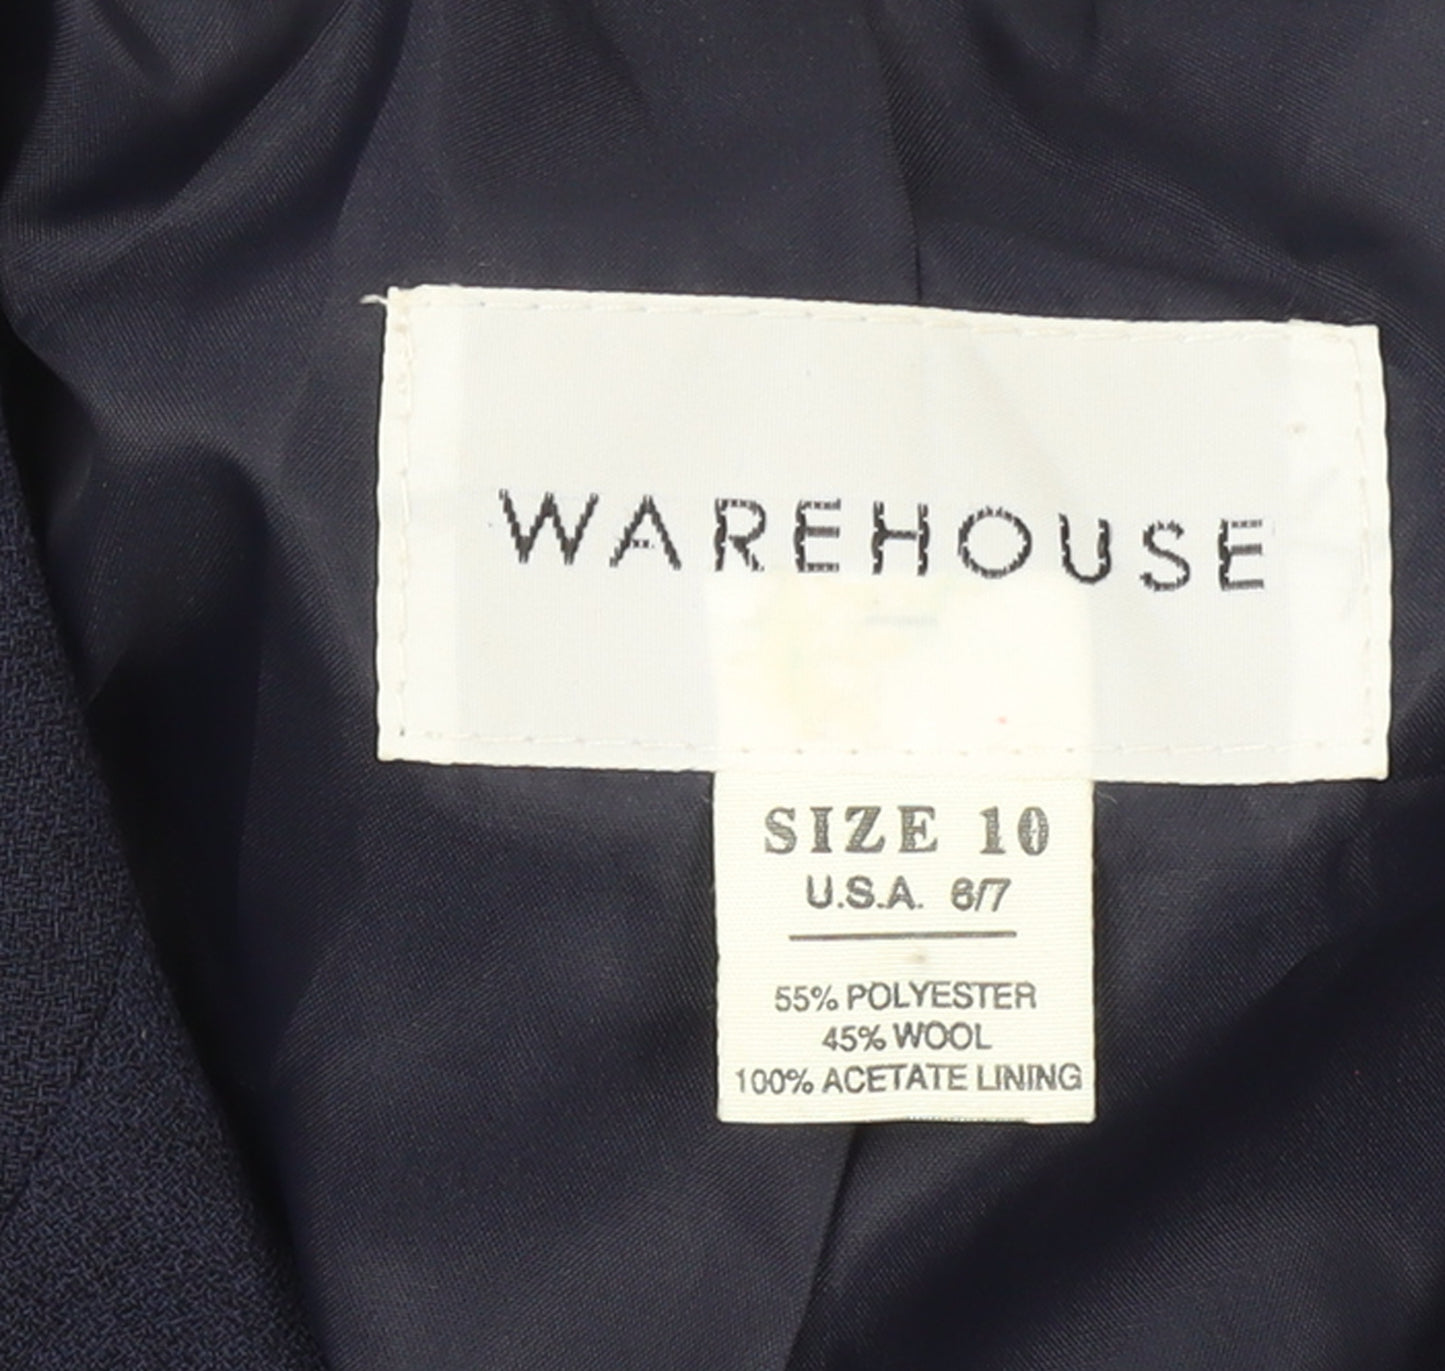 WAREHOUSE
SIZE 10
U.S.A. 6/7
55% POLYESTER
45% WOOL
100% ACETATE LINING